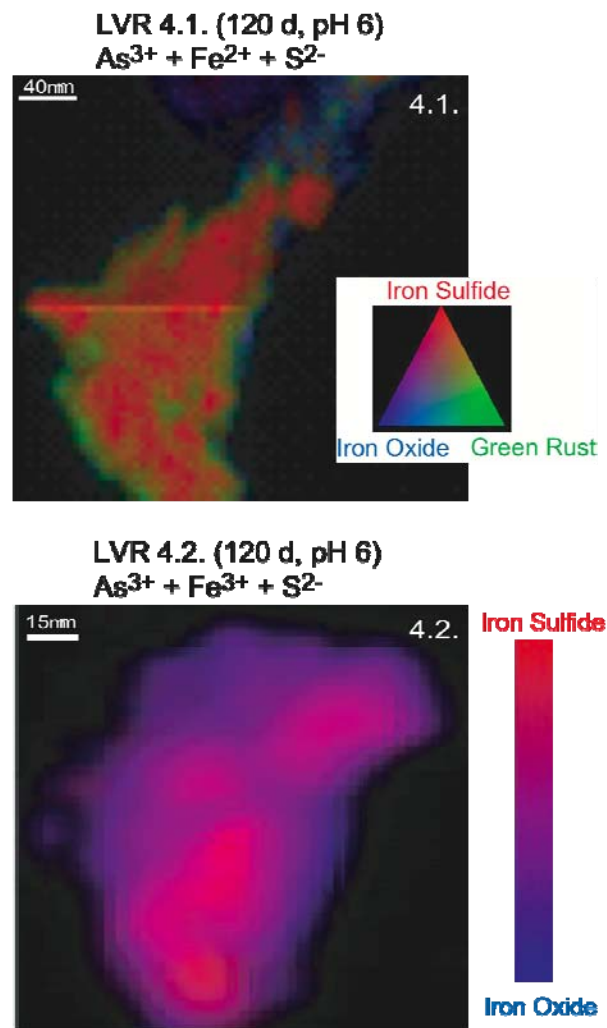 LVR 4.1. (120 d, pH 6)
As³⁺ + Fe²⁺ + S²⁻
40nm
4.1.
Iron Sulfide
Iron Oxide Green Rust
LVR 4.2. (120 d, pH 6)
As³⁺ + Fe³⁺ + S²⁻
15nm
4.2.
Iron Sulfide
Iron Oxide